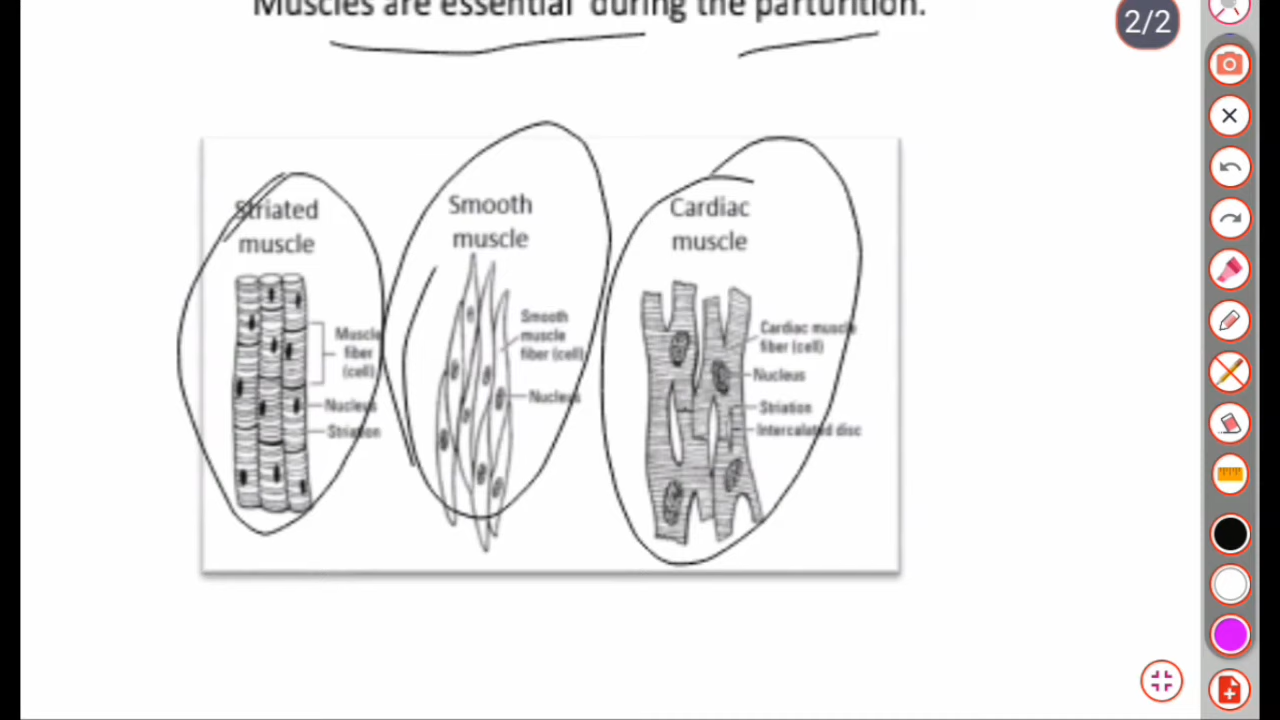 Muscles are essential during the parturition.
2/2
Striated
muscle
Smooth
muscle
Cardiac
muscle
Muscle
fiber
(cell)
Nucleus
Striation
Smooth
muscle
fiber (cell)
Nucleus
Cardiac muscle
fiber (cell)
Nucleus
Striation
Intercalated disc